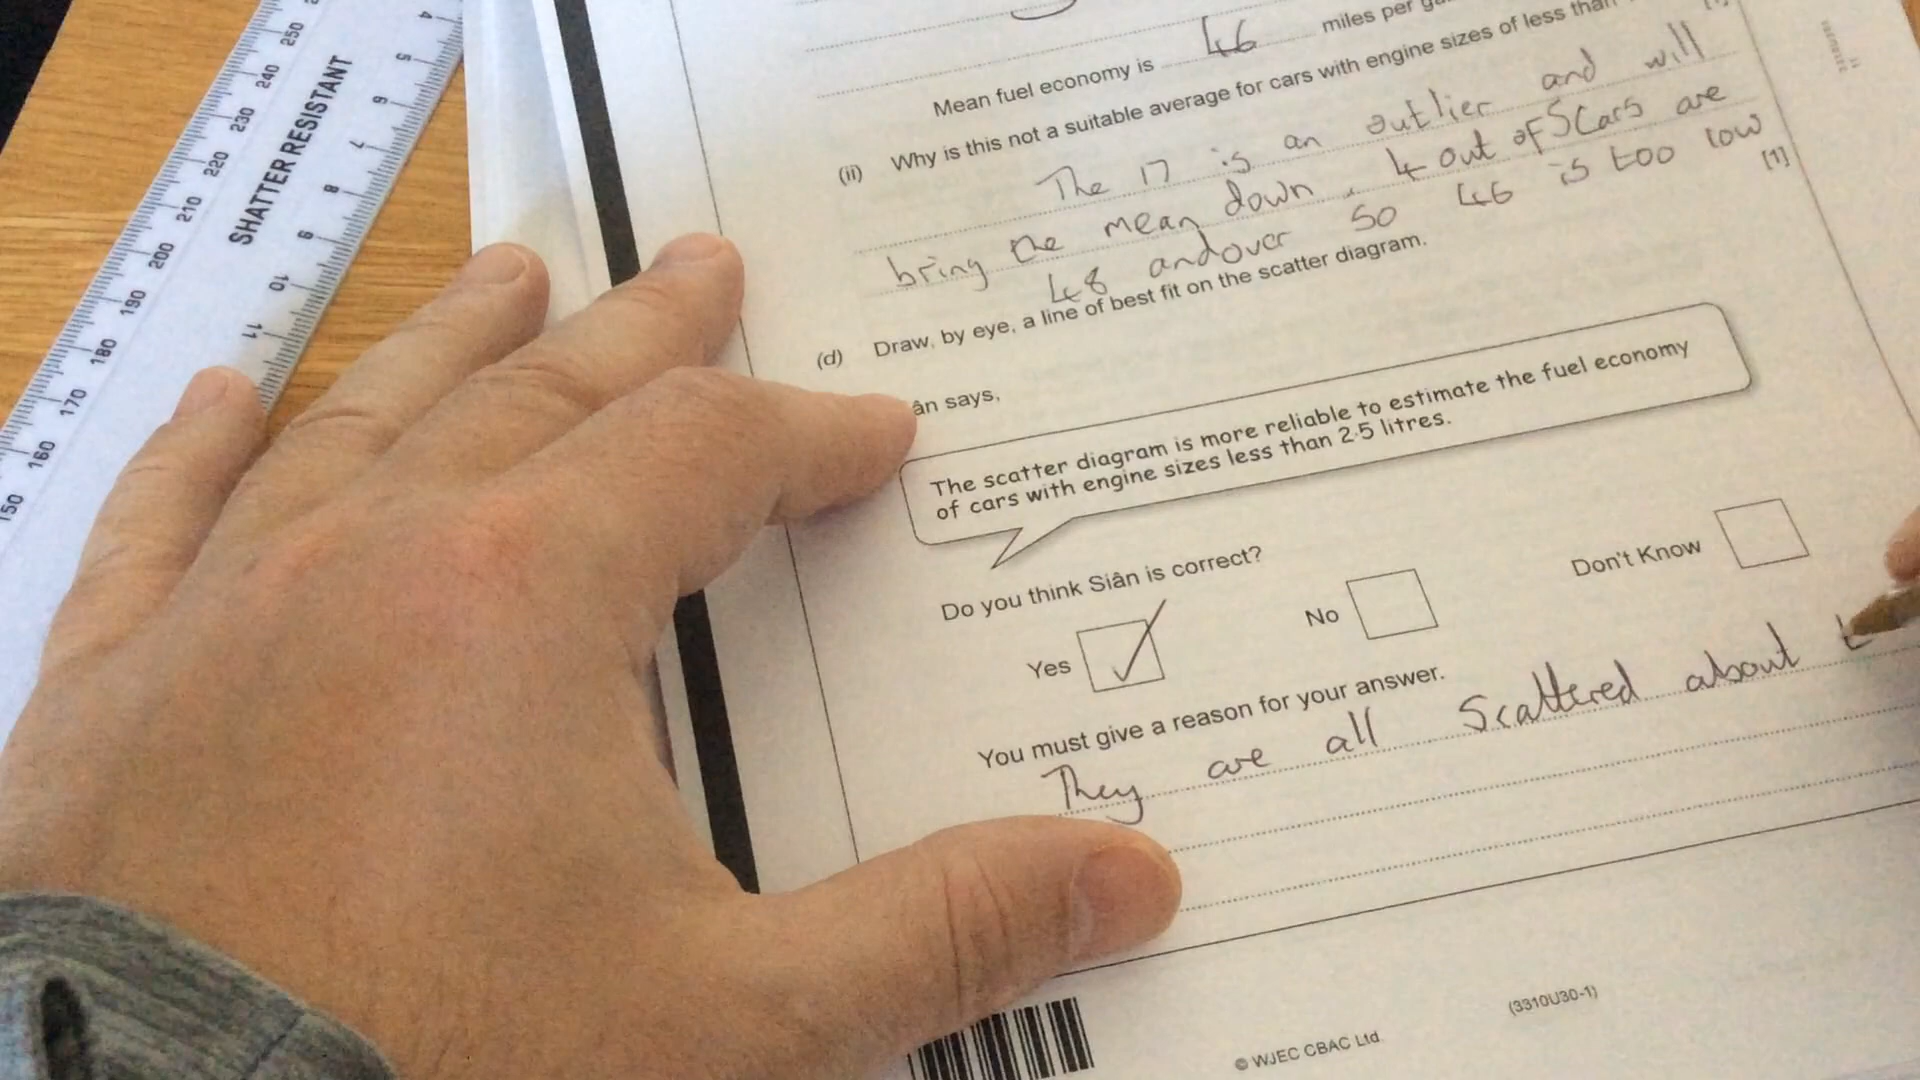 Mean fuel economy is 46 miles per
(ii) Why is this not a suitable average for cars with engine sizes of less than
The 17 is an outlier and will
bring the mean down. 4 out of 5 cars are
48 and over so 46 is too low
[1]
(d) Draw, by eye, a line of best fit on the scatter diagram.
ân says,
The scatter diagram is more reliable to estimate the fuel economy
of cars with engine sizes less than 2·5 litres.
Do you think Siân is correct?
Yes No Don't Know
You must give a reason for your answer.
They are all scattered about
© WJEC CBAC Ltd.
(3310U30-1)
SHATTER RESISTANT
250
240
230
220
210
200
190
180
170
160
150
4
5
6
7
8
9
10
11